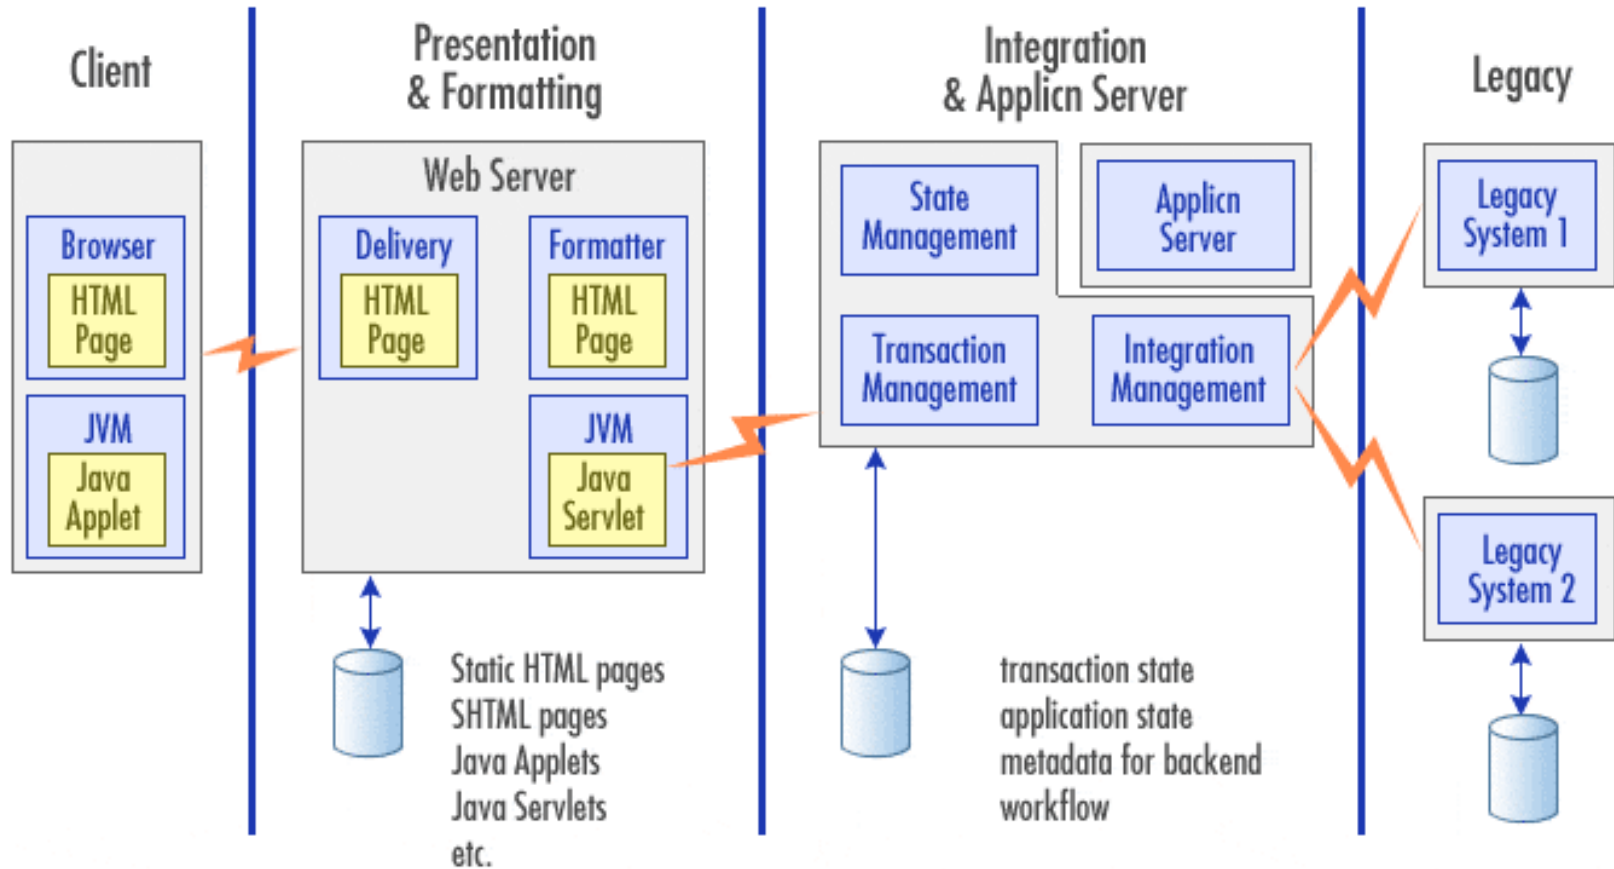 Client
Browser
HTML
Page
JVM
Java
Applet
Presentation
& Formatting
Web Server
Delivery
HTML
Page
Formatter
HTML
Page
JVM
Java
Servlet
Static HTML pages
SHTML pages
Java Applets
Java Servlets
etc.
Integration
& Applicn Server
State
Management
Applicn
Server
Transaction
Management
Integration
Management
transaction state
application state
metadata for backend
workflow
Legacy
Legacy
System 1
Legacy
System 2